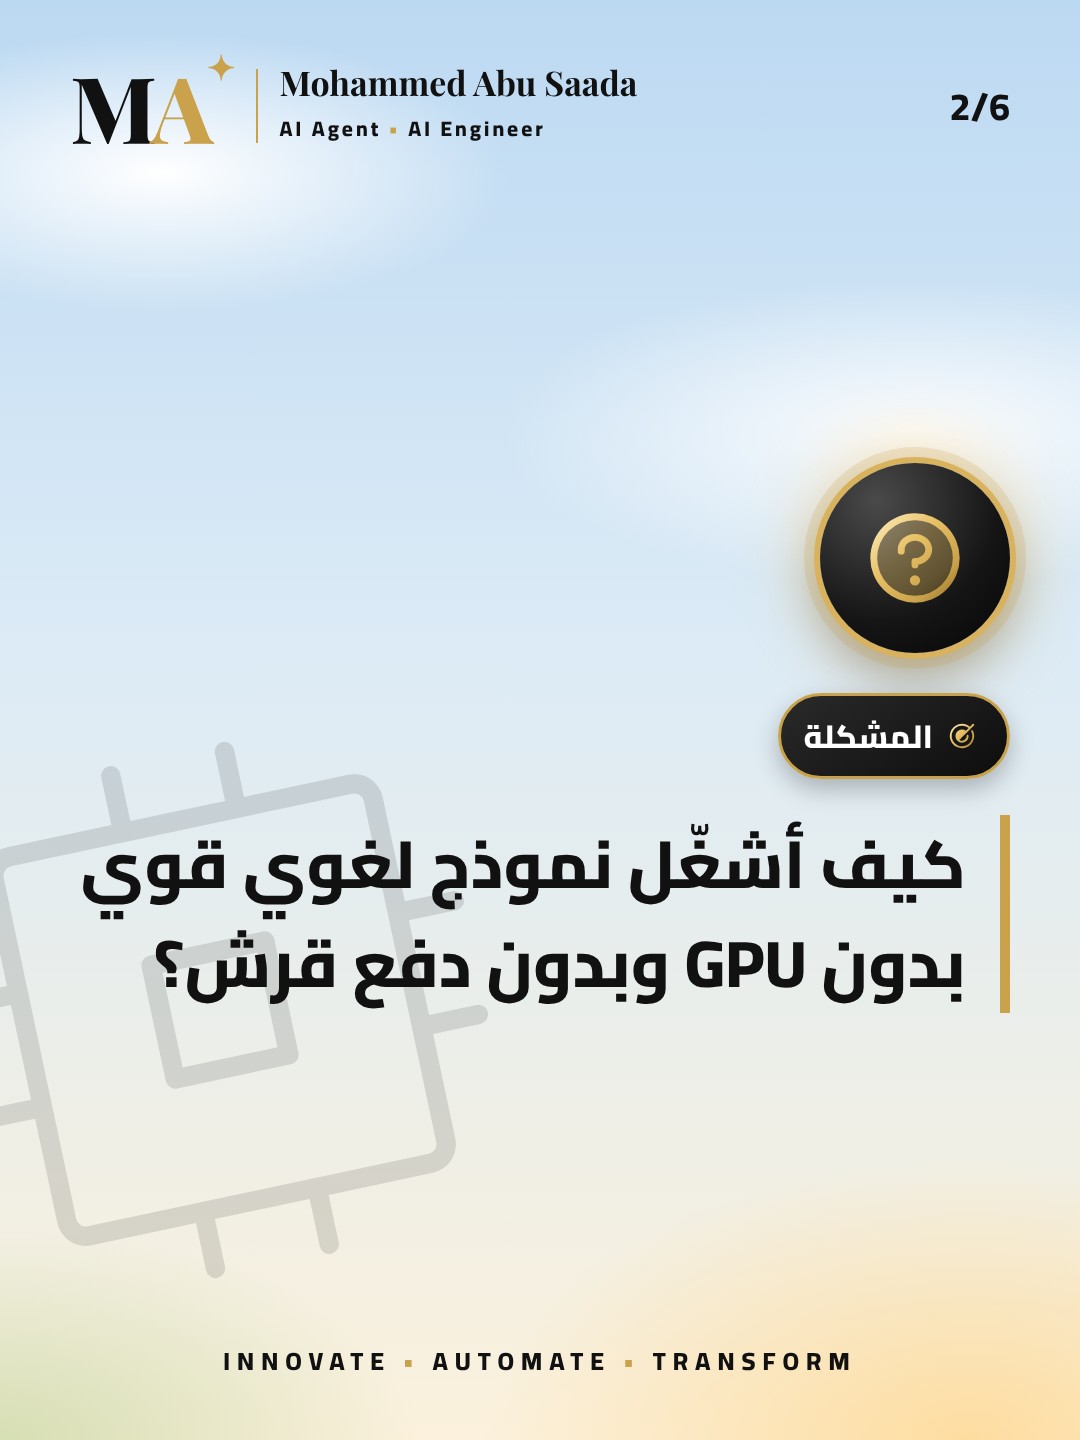 MA
Mohammed Abu Saada
AI Agent ▪ AI Engineer
2/6
المشكلة
كيف أشغّل نموذج لغوي قوي
بدون GPU وبدون دفع قرش؟
INNOVATE ▪ AUTOMATE ▪ TRANSFORM